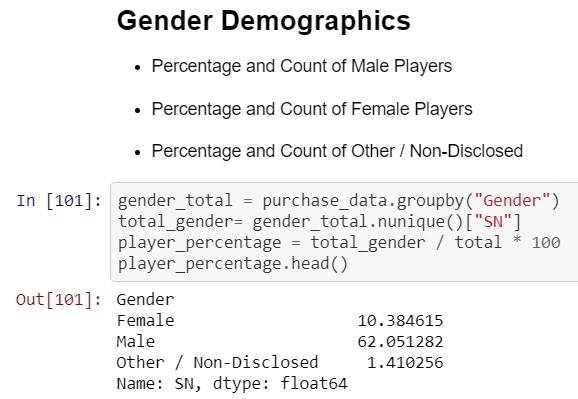 Gender Demographics
• Percentage and Count of Male Players
• Percentage and Count of Female Players
• Percentage and Count of Other / Non-Disclosed
In [101]: gender_total = purchase_data.groupby("Gender")
total_gender= gender_total.nunique()["SN"]
player_percentage = total_gender / total * 100
player_percentage.head()
Out[101]: Gender
Female                   10.384615
Male                     62.051282
Other / Non-Disclosed     1.410256
Name: SN, dtype: float64